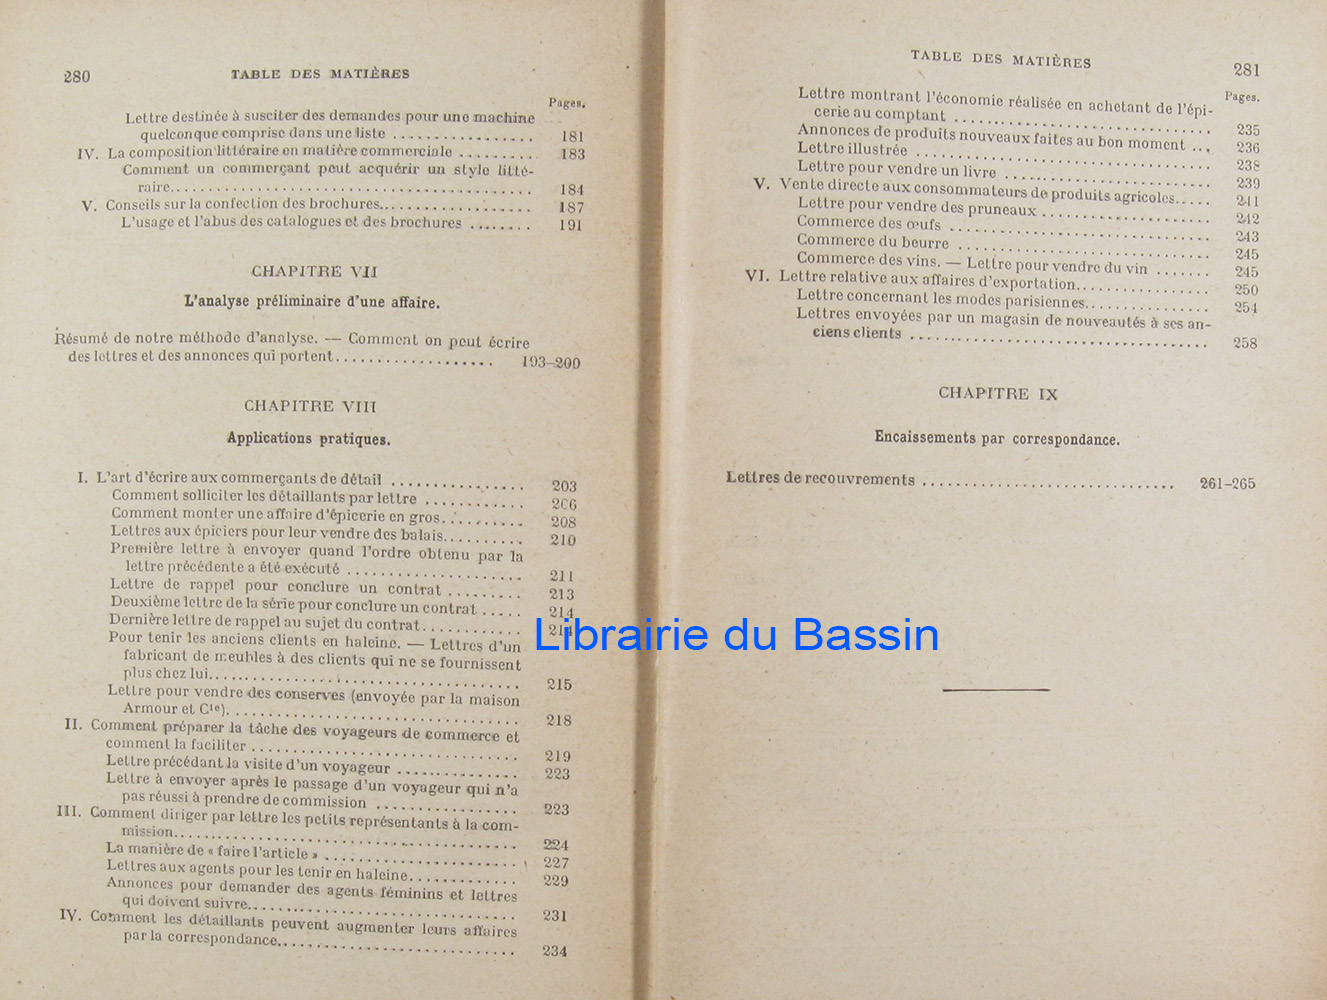 280 TABLE DES MATIÈRES
Pages.
Lettre destinée à susciter des demandes pour une machine
quelconque comprise dans une liste ................ 181
IV. La composition littéraire en matière commerciale ......... 183
Comment un commerçant peut acquérir un style litté-
raire........................................ 184
V. Conseils sur la confection des brochures................... 187
L'usage et l'abus des catalogues et des brochures ........ 191
CHAPITRE VII
L'analyse préliminaire d'une affaire.
Résumé de notre méthode d'analyse. — Comment on peut écrire
des lettres et des annonces qui portent................... 193-200
CHAPITRE VIII
Applications pratiques.
I. L'art d'écrire aux commerçants de détail ................ 203
Comment solliciter les détaillants par lettre ............ 206
Comment monter une affaire d'épicerie en gros.......... 208
Lettres aux épiciers pour leur vendre des balais.......... 210
Première lettre à envoyer quand l'ordre obtenu par la
lettre précédente a été exécuté ..................... 211
Lettre de rappel pour conclure un contrat ......... 213
Deuxième lettre de la série pour conclure un contrat ..... 214
Dernière lettre de rappel au sujet du contrat............ 214
Pour tenir les anciens clients en haleine. — Lettres d'un
fabricant de meubles à des clients qui ne se fournissent
plus chez lui..................................... 215
Lettre pour vendre des conserves (envoyée par la maison
Armour et Cie).................................... 218
II. Comment préparer la tâche des voyageurs de commerce et
comment la faciliter ................................ 219
Lettre précédant la visite d'un voyageur ............... 223
Lettre à envoyer après le passage d'un voyageur qui n'a
pas réussi à prendre de commission ................. 223
III. Comment diriger par lettre les petits représentants à la com-
mission.......................................... 224
La manière de « faire l'article » ....................... 227
Lettres aux agents pour les tenir en haleine.............. 229
Annonces pour demander des agents féminins et lettres
qui doivent suivre................................. 231
IV. Comment les détaillants peuvent augmenter leurs affaires
par la correspondance.............................. 234
TABLE DES MATIÈRES 281
Pages.
Lettre montrant l'économie réalisée en achetant de l'épi-
cerie au comptant ................................ 235
Annonces de produits nouveaux faites au bon moment ... 236
Lettre illustrée .................................... 238
Lettre pour vendre un livre ......................... 239
V. Vente directe aux consommateurs de produits agricoles..... 241
Lettre pour vendre des pruneaux ..................... 242
Commerce des œufs ................................ 243
Commerce du beurre ............................... 245
Commerce des vins. — Lettre pour vendre du vin ....... 245
VI. Lettre relative aux affaires d'exportation................. 250
Lettre concernant les modes parisiennes............... 254
Lettres envoyées par un magasin de nouveautés à ses an-
ciens clients .................................... 258
CHAPITRE IX
Encaissements par correspondance.
Lettres de recouvrements .............................. 261-265
Librairie du Bassin